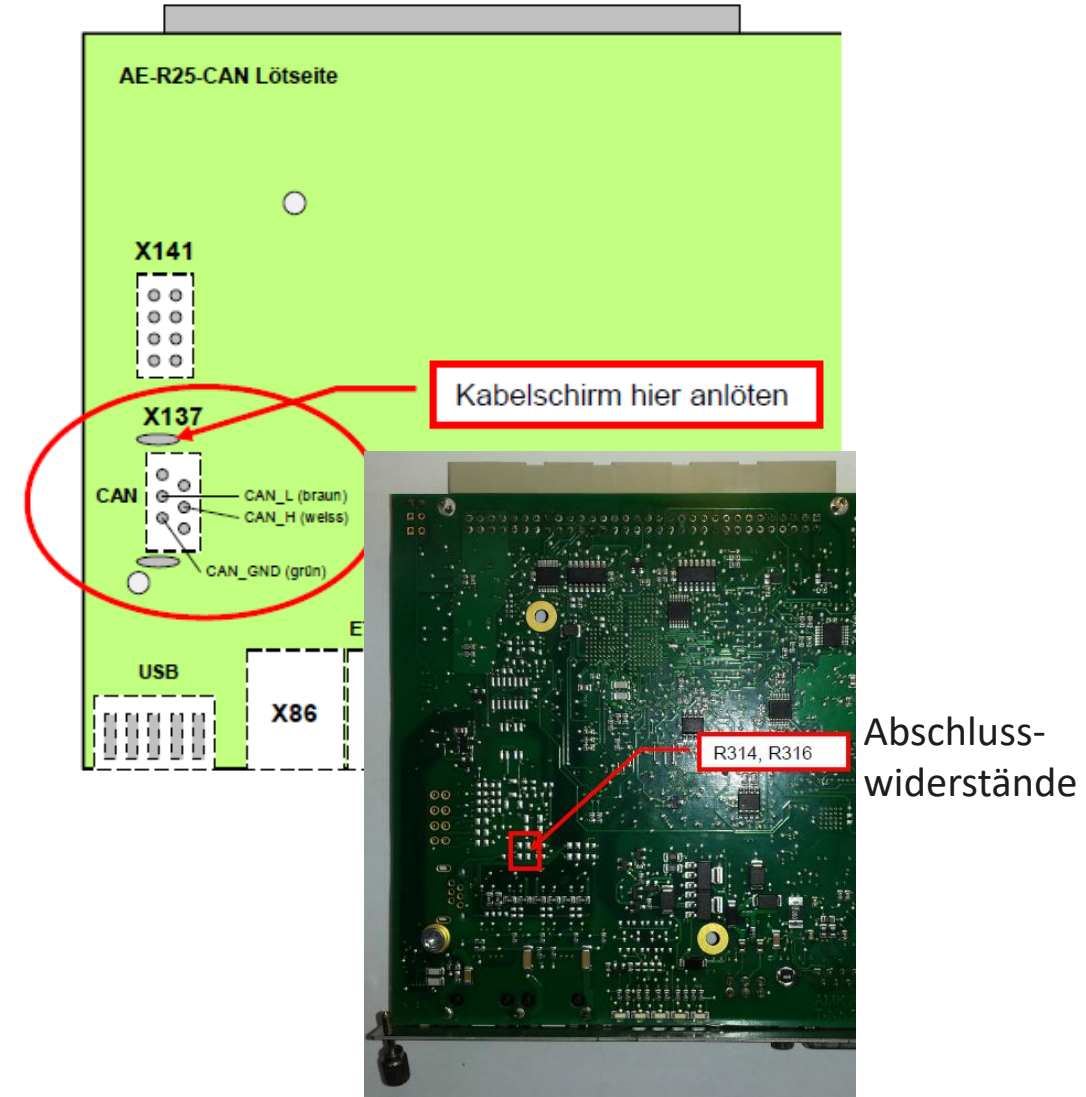 AE-R25-CAN Lötseite
X141
Kabelschirm hier anlöten
X137
CAN
CAN_L (braun)
CAN_H (weiss)
CAN_GND (grün)
USB
X86
R314, R316
Abschluss-
widerstände